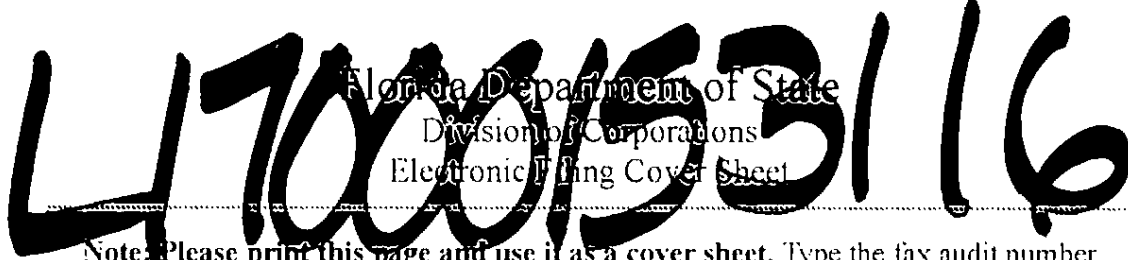 L17000153116
Florida Department of State
Division of Corporations
Electronic Filing Cover Sheet
Note: Please print this page and use it as a cover sheet. Type the fax audit number